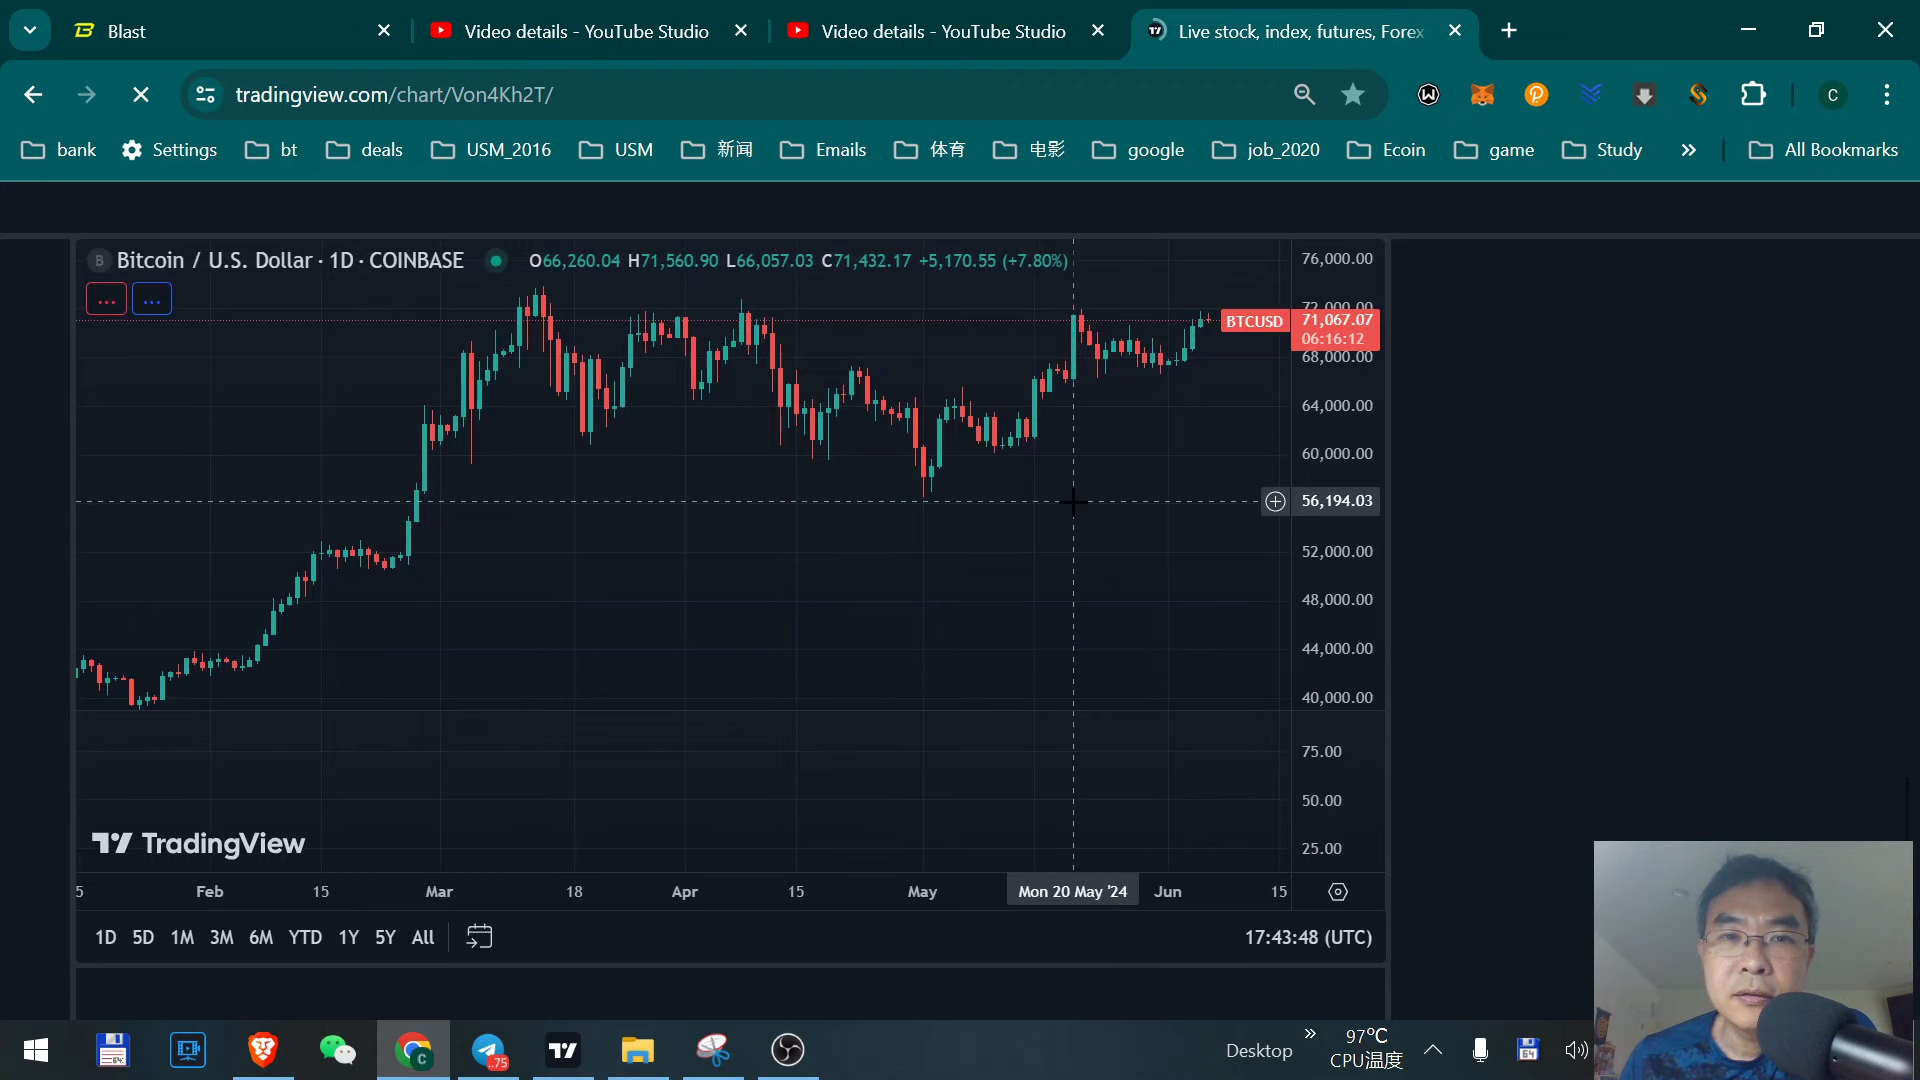 Blast
Video details - YouTube Studio
Video details - YouTube Studio
Live stock, index, futures, Forex
tradingview.com/chart/Von4Kh2T/
C
bank
Settings
bt
deals
USM_2016
USM
新闻
Emails
体育
电影
google
job_2020
Ecoin
game
Study
All Bookmarks
B Bitcoin / U.S. Dollar · 1D · COINBASE
O66,260.04 H71,560.90 L66,057.03 C71,432.17 +5,170.55 (+7.80%)
76,000.00
72,000.00
BTCUSD 71,067.07
06:16:12
68,000.00
64,000.00
60,000.00
56,194.03
52,000.00
48,000.00
44,000.00
40,000.00
75.00
50.00
25.00
TradingView
5 Feb 15 Mar 18 Apr 15 May Mon 20 May '24 Jun 15
1D 5D 1M 3M 6M YTD 1Y 5Y All
17:43:48 (UTC)
64
C
..75
Desktop
97℃
CPU温度
64